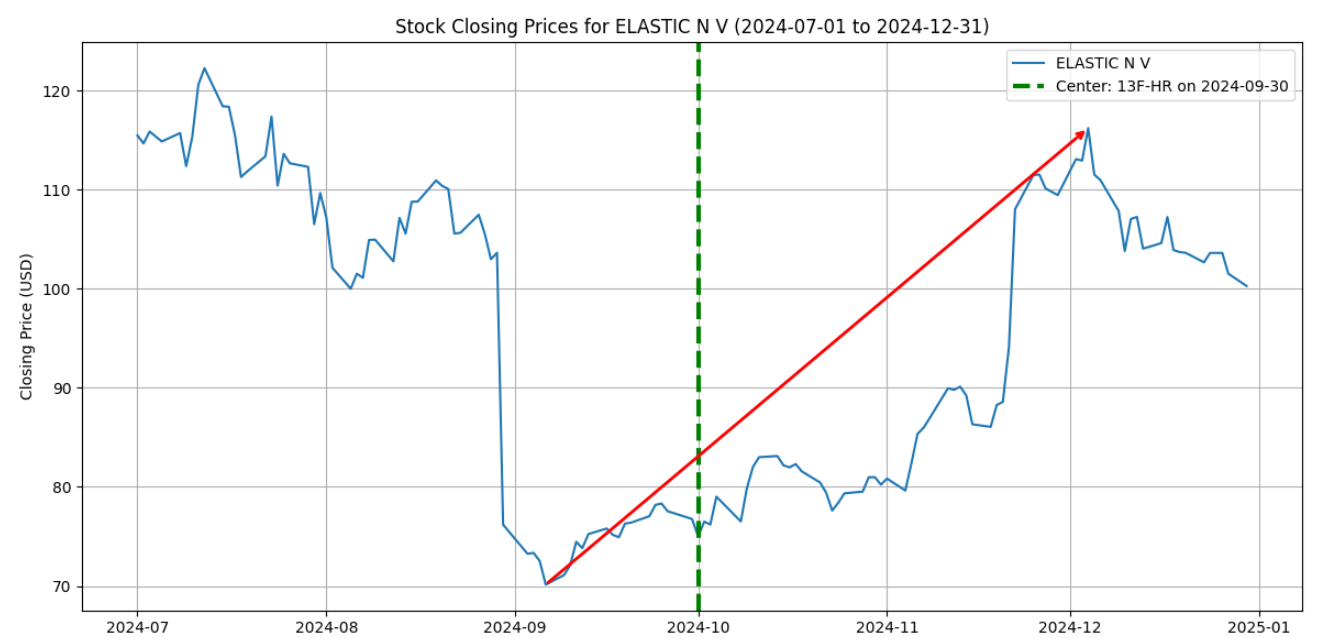 Stock Closing Prices for ELASTIC N V (2024-07-01 to 2024-12-31)
ELASTIC N V
Center: 13F-HR on 2024-09-30
Closing Price (USD)
120
110
100
90
80
70
2024-07 2024-08 2024-09 2024-10 2024-11 2024-12 2025-01